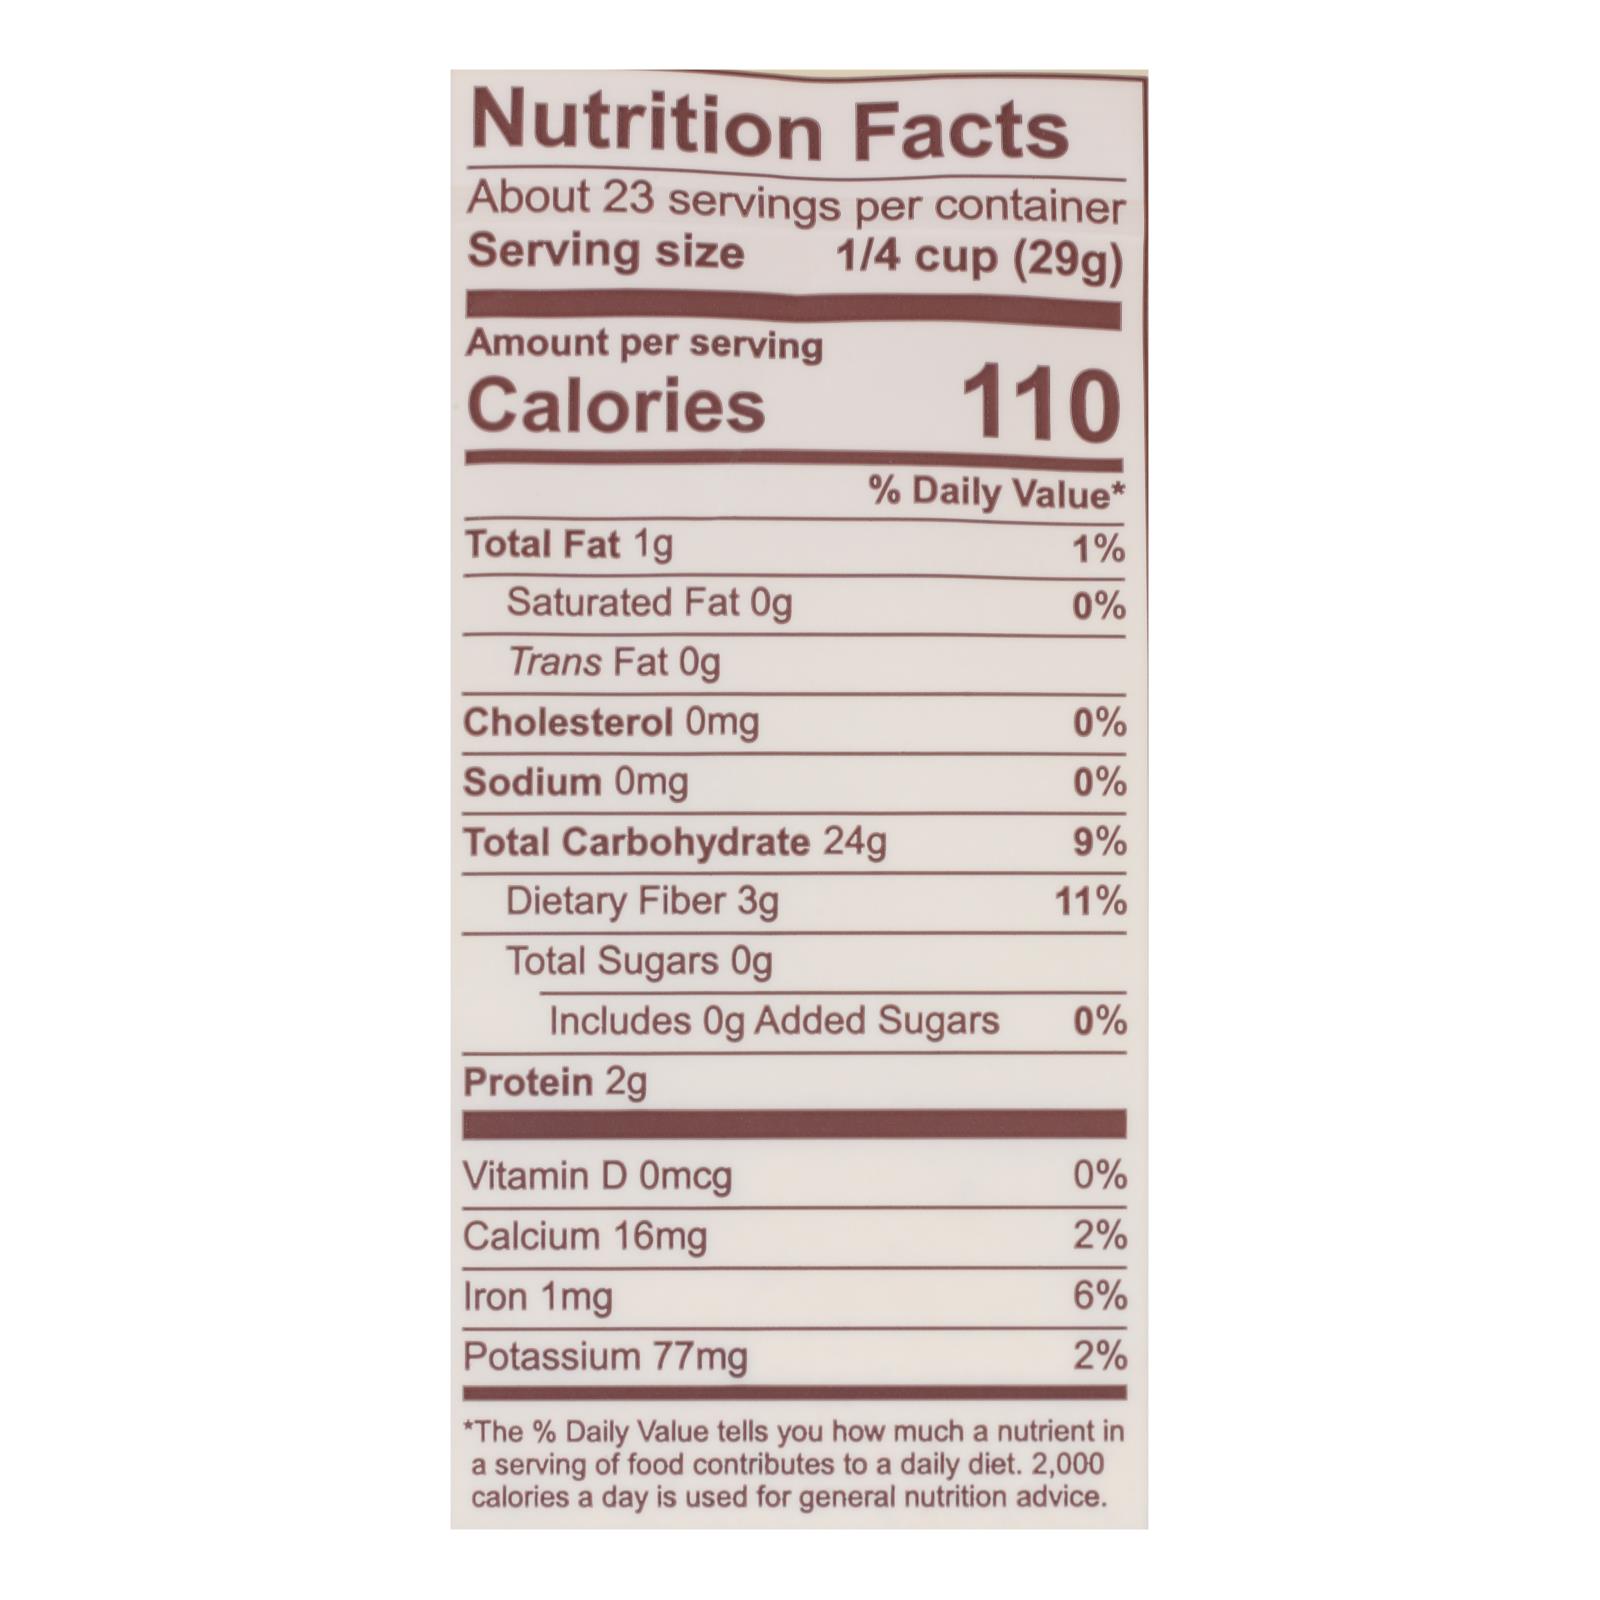 Nutrition Facts
About 23 servings per container
Serving size 1/4 cup (29g)
Amount per serving
Calories 110
% Daily Value*
Total Fat 1g 1%
Saturated Fat 0g 0%
Trans Fat 0g
Cholesterol 0mg 0%
Sodium 0mg 0%
Total Carbohydrate 24g 9%
Dietary Fiber 3g 11%
Total Sugars 0g
Includes 0g Added Sugars 0%
Protein 2g
Vitamin D 0mcg 0%
Calcium 16mg 2%
Iron 1mg 6%
Potassium 77mg 2%
*The % Daily Value tells you how much a nutrient in
a serving of food contributes to a daily diet. 2,000
calories a day is used for general nutrition advice.